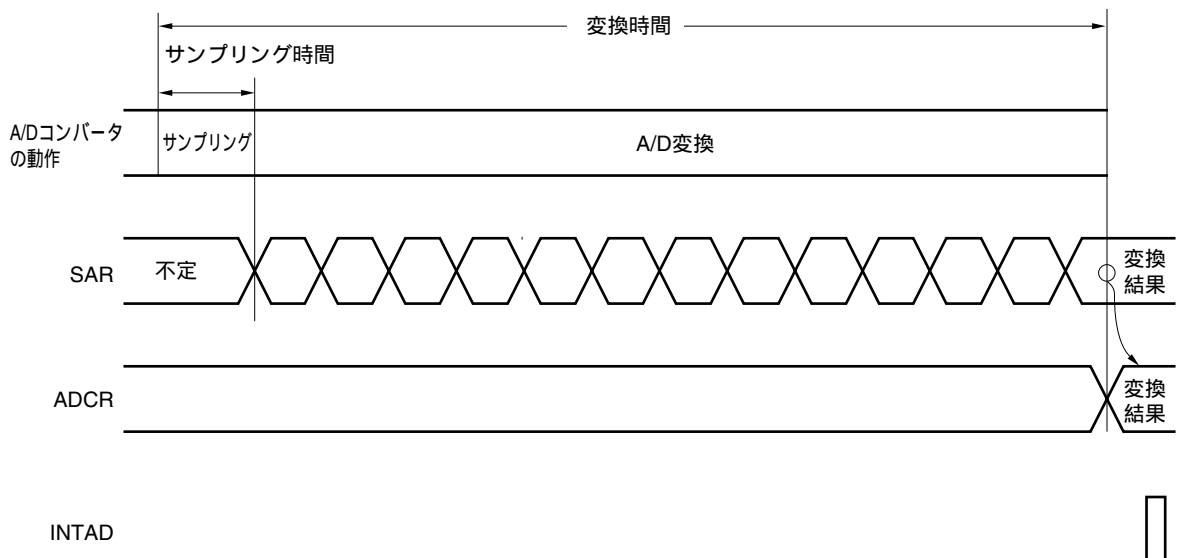 変換時間
サンプリング時間
A/Dコンバータ
の動作
サンプリング
A/D変換
SAR
不定
変換
結果
ADCR
変換
結果
INTAD